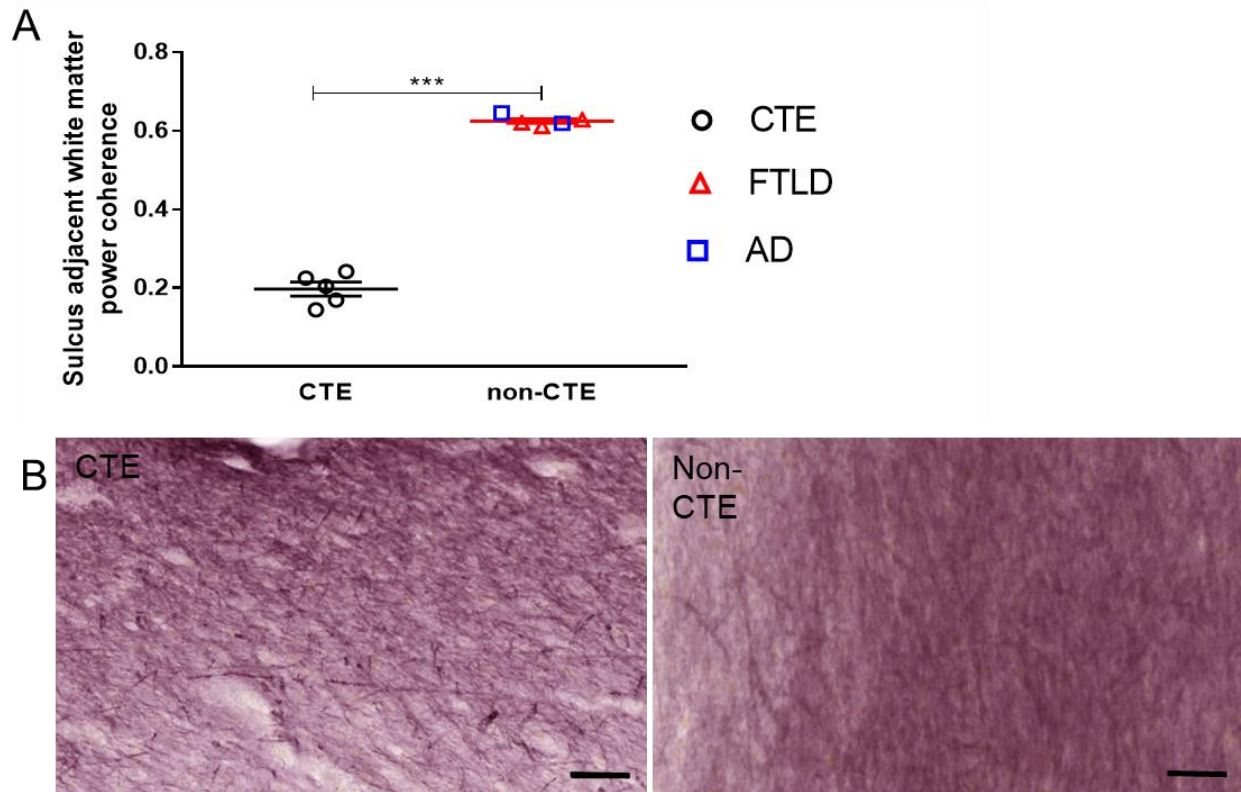 A
Sulcus adjacent white matter
power coherence
0.8
0.6
0.4
0.2
0.0
***
CTE
non-CTE
CTE
FTLD
AD
B
CTE
Non-
CTE